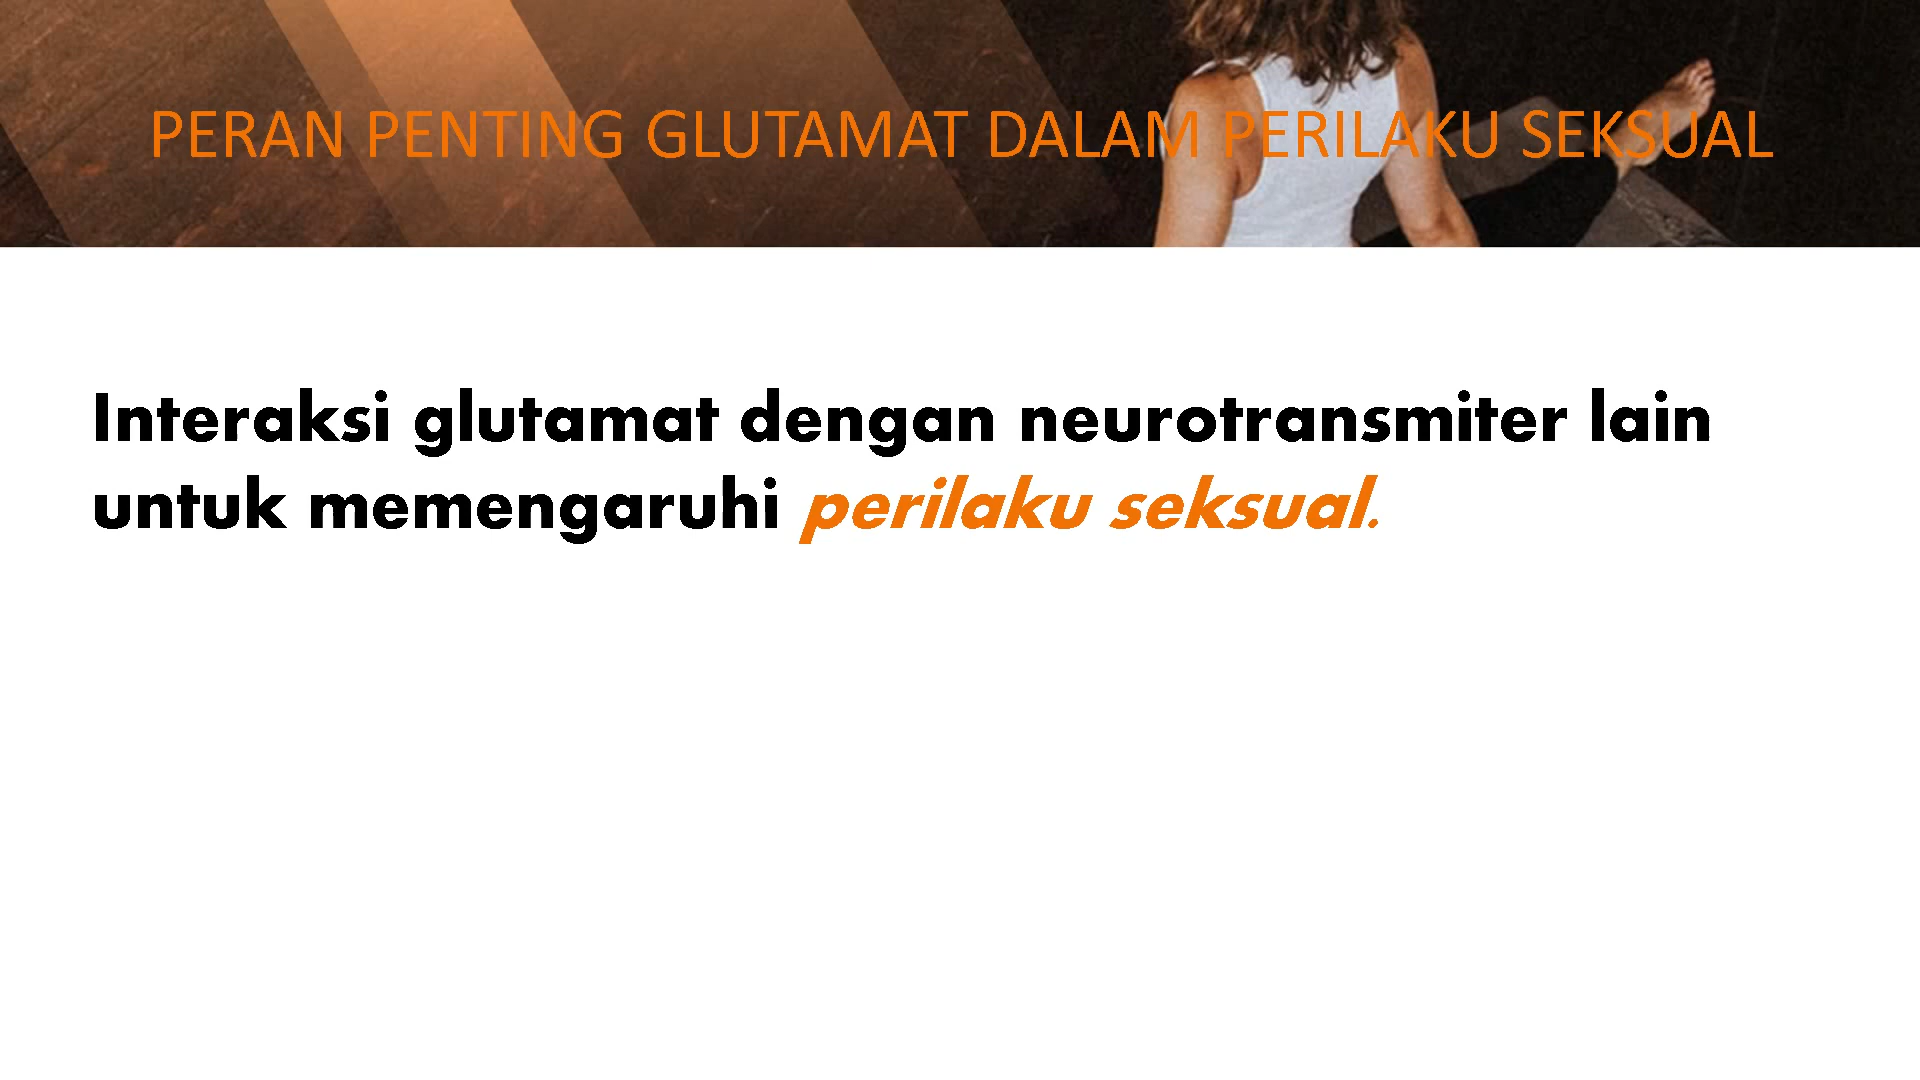 PERAN PENTING GLUTAMAT DALAM PERILAKU SEKSUAL
Interaksi glutamat dengan neurotransmiter lain
untuk memengaruhi perilaku seksual.